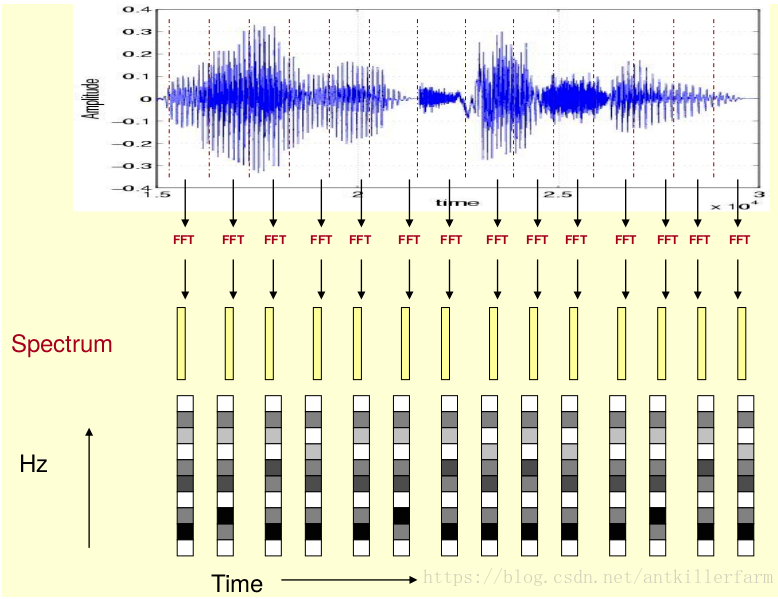 0.4
0.3
0.2
0.1
0
−0.1
−0.2
−0.3
−0.4
Amplitude
1.5 2 2.5 3
time
x 10⁴
FFT FFT FFT FFT FFT FFT FFT FFT FFT FFT FFT FFT FFT FFT
Spectrum
Hz
Time
https://blog.csdn.net/antkillerfarm